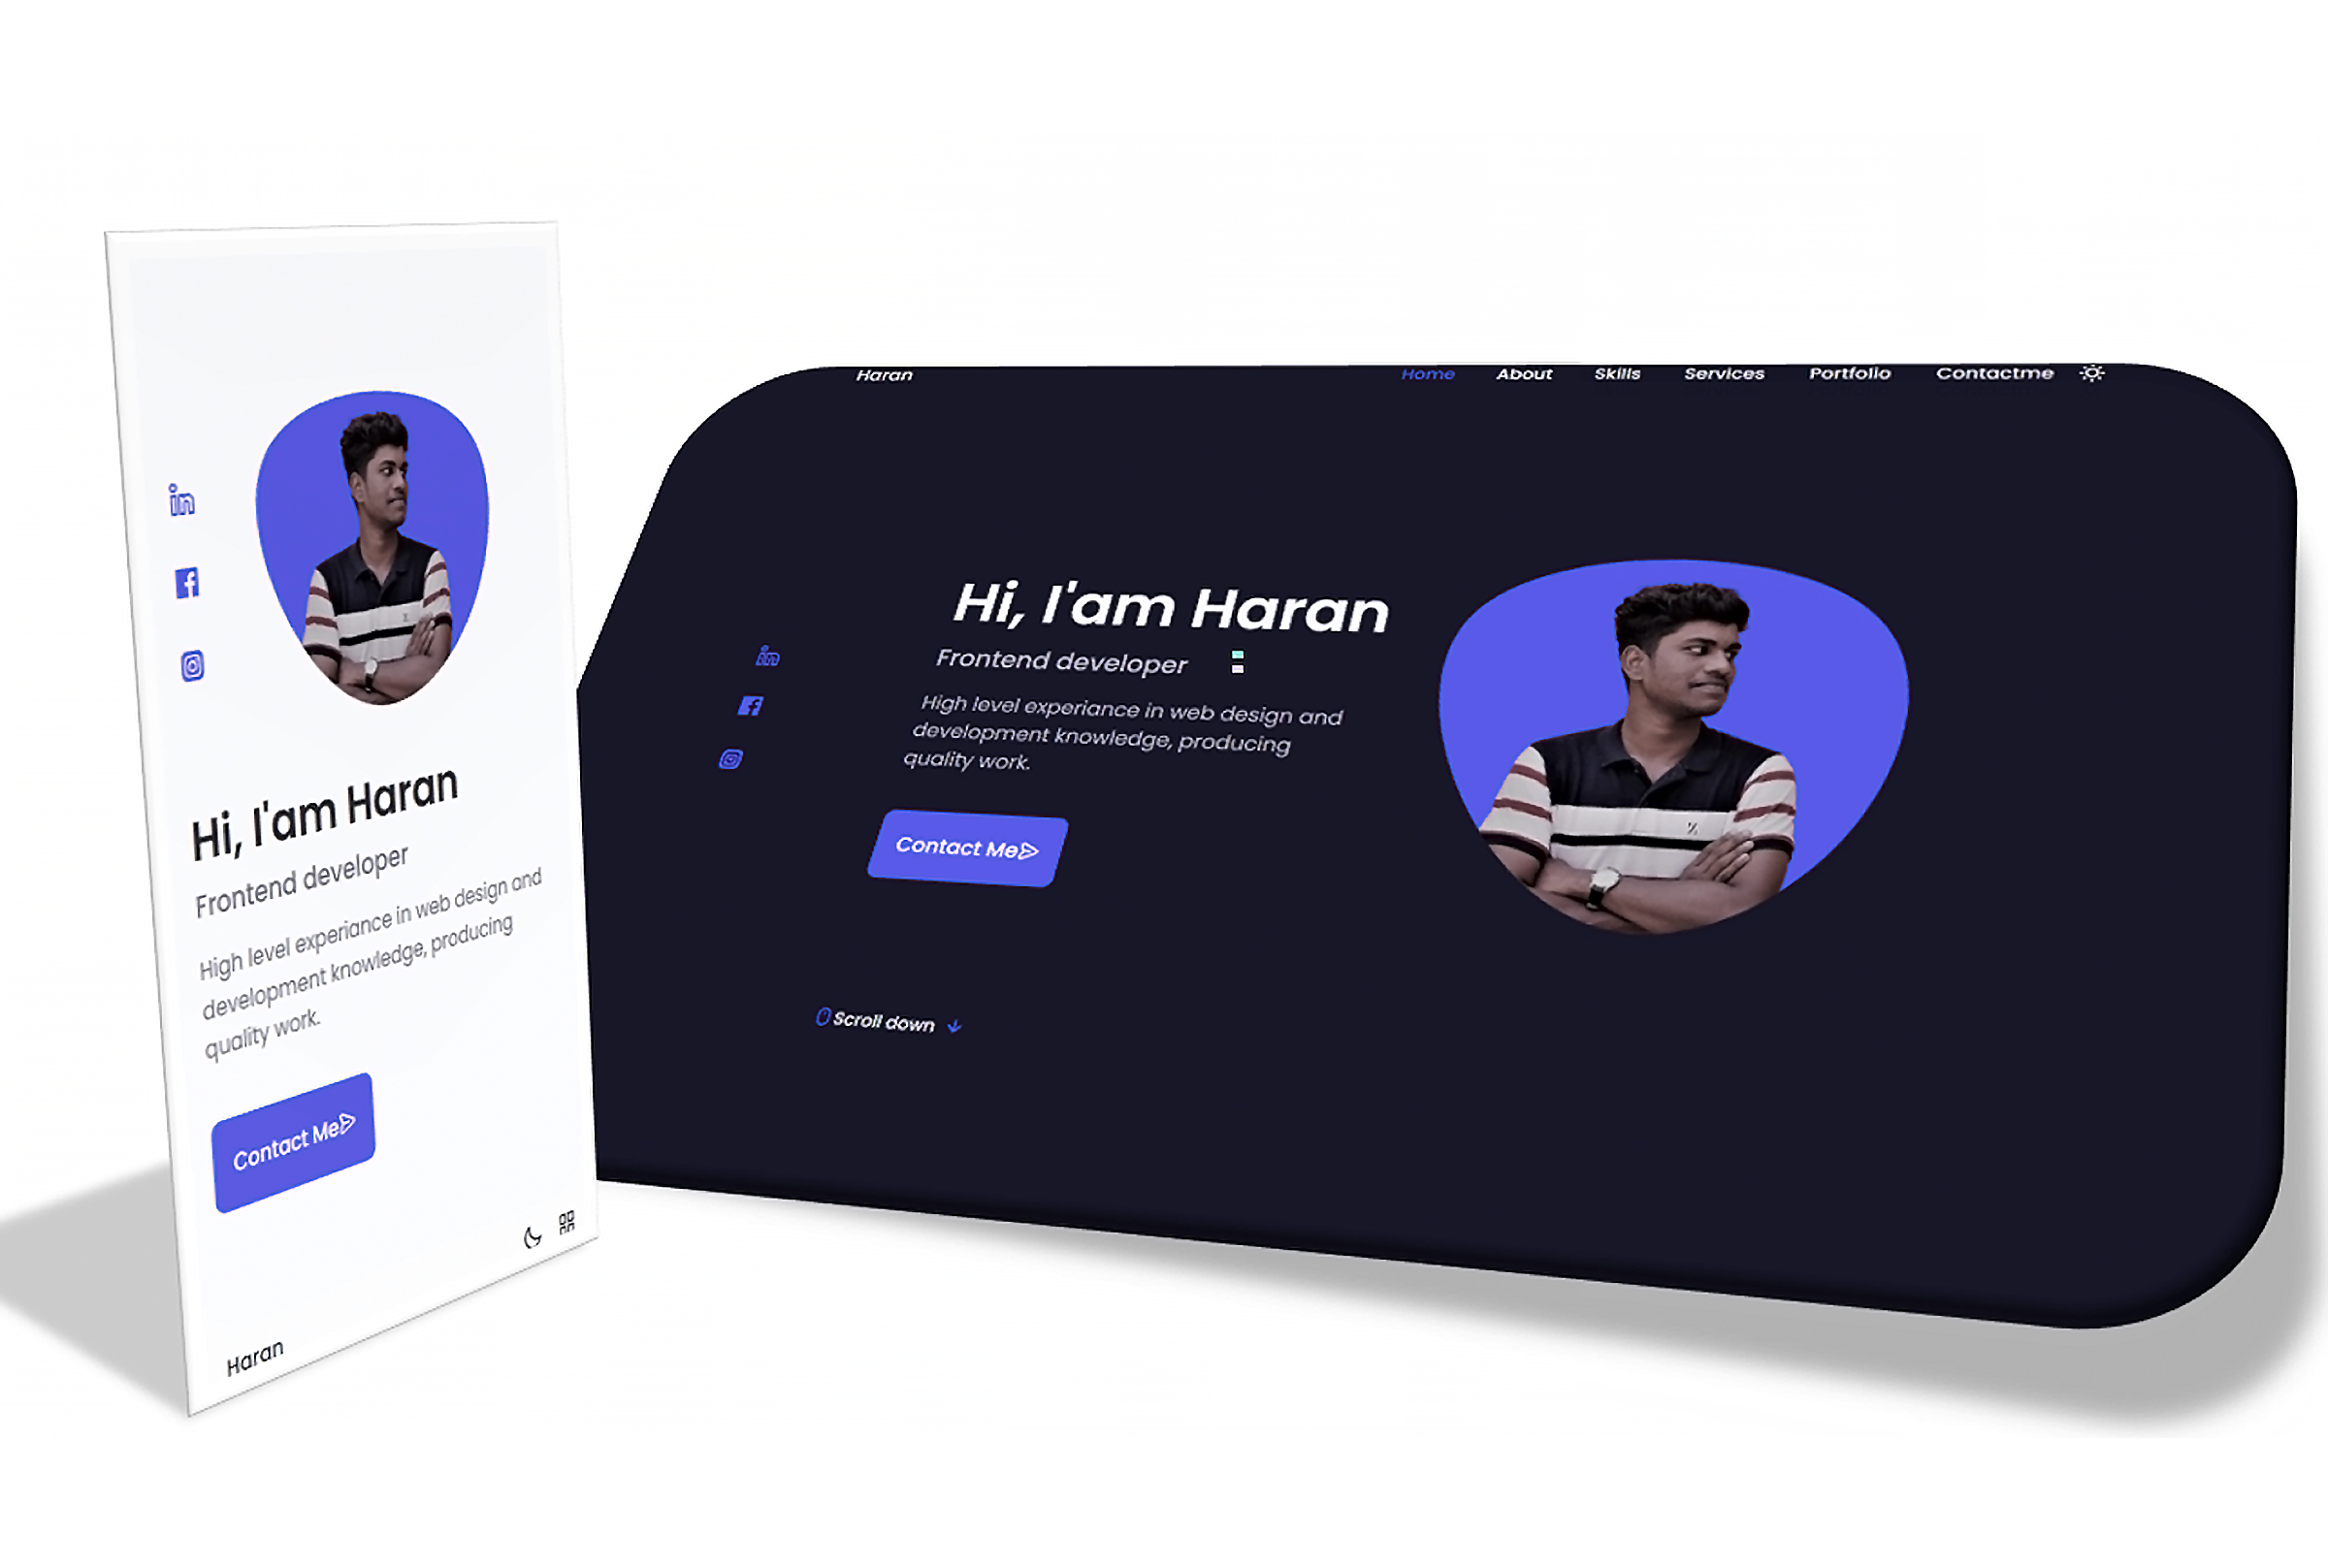 Hi, I'am Haran
Frontend developer
High level experiance in web design and
development knowledge, producing
quality work.
Contact Me
Haran
Haran
Home About Skills Services Portfolio Contactme
Hi, I'am Haran
Frontend developer
High level experiance in web design and
development knowledge, producing
quality work.
Contact Me
Scroll down